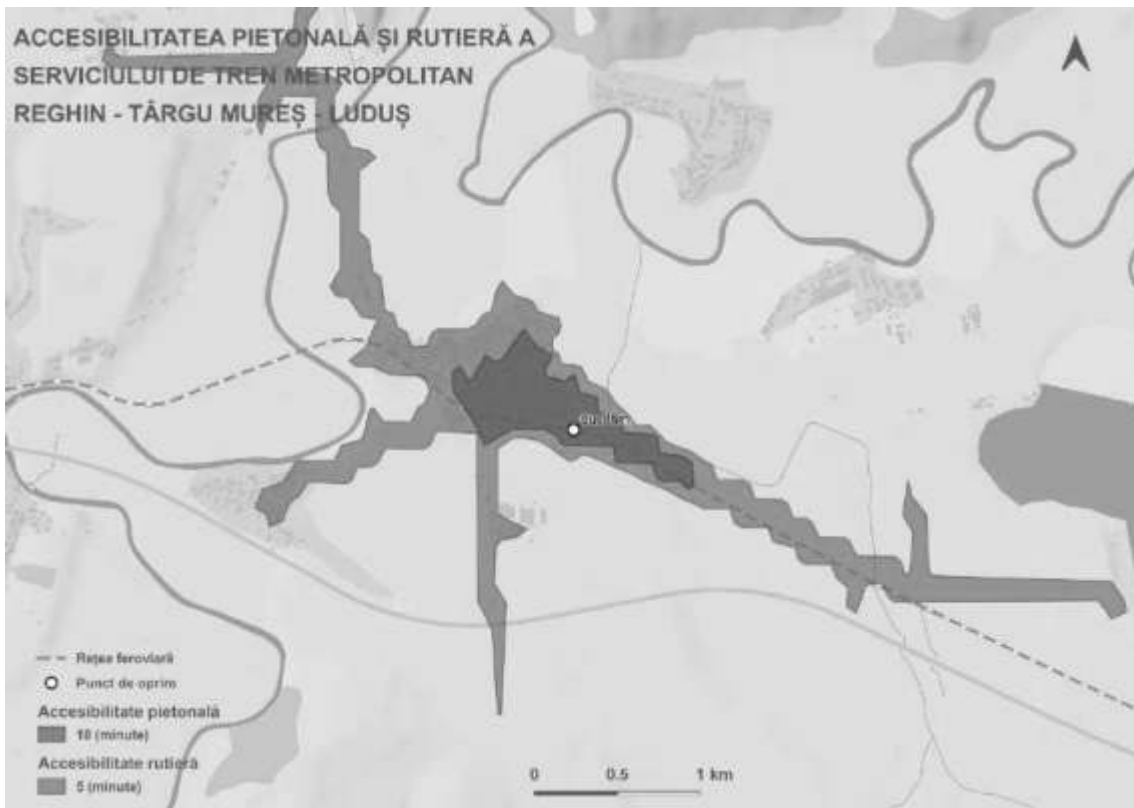 ACCESIBILITATEA PIETONALĂ ȘI RUTIERĂ A
SERVICIULUI DE TREN METROPOLITAN
REGHIN - TÂRGU MUREȘ - LUDUȘ
Rețea feroviară
Punct de oprire
Accesibilitate pietonală
10 (minute)
Accesibilitate rutieră
5 (minute)
0 0.5 1 km